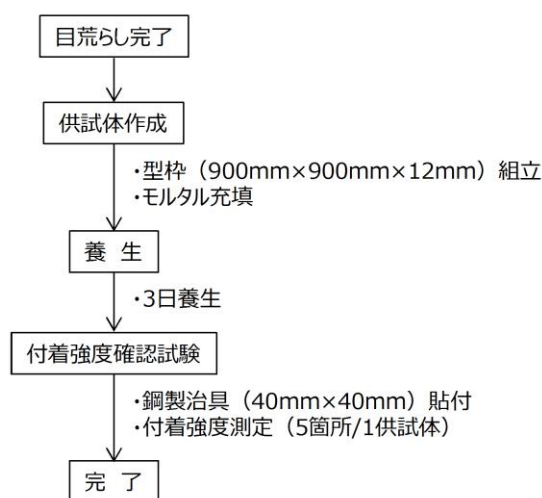 目荒らし完了
供試体作成
・型枠（900mm×900mm×12mm）組立
・モルタル充填
養 生
・3日養生
付着強度確認試験
・鋼製治具（40mm×40mm）貼付
・付着強度測定（5箇所/1供試体）
完 了